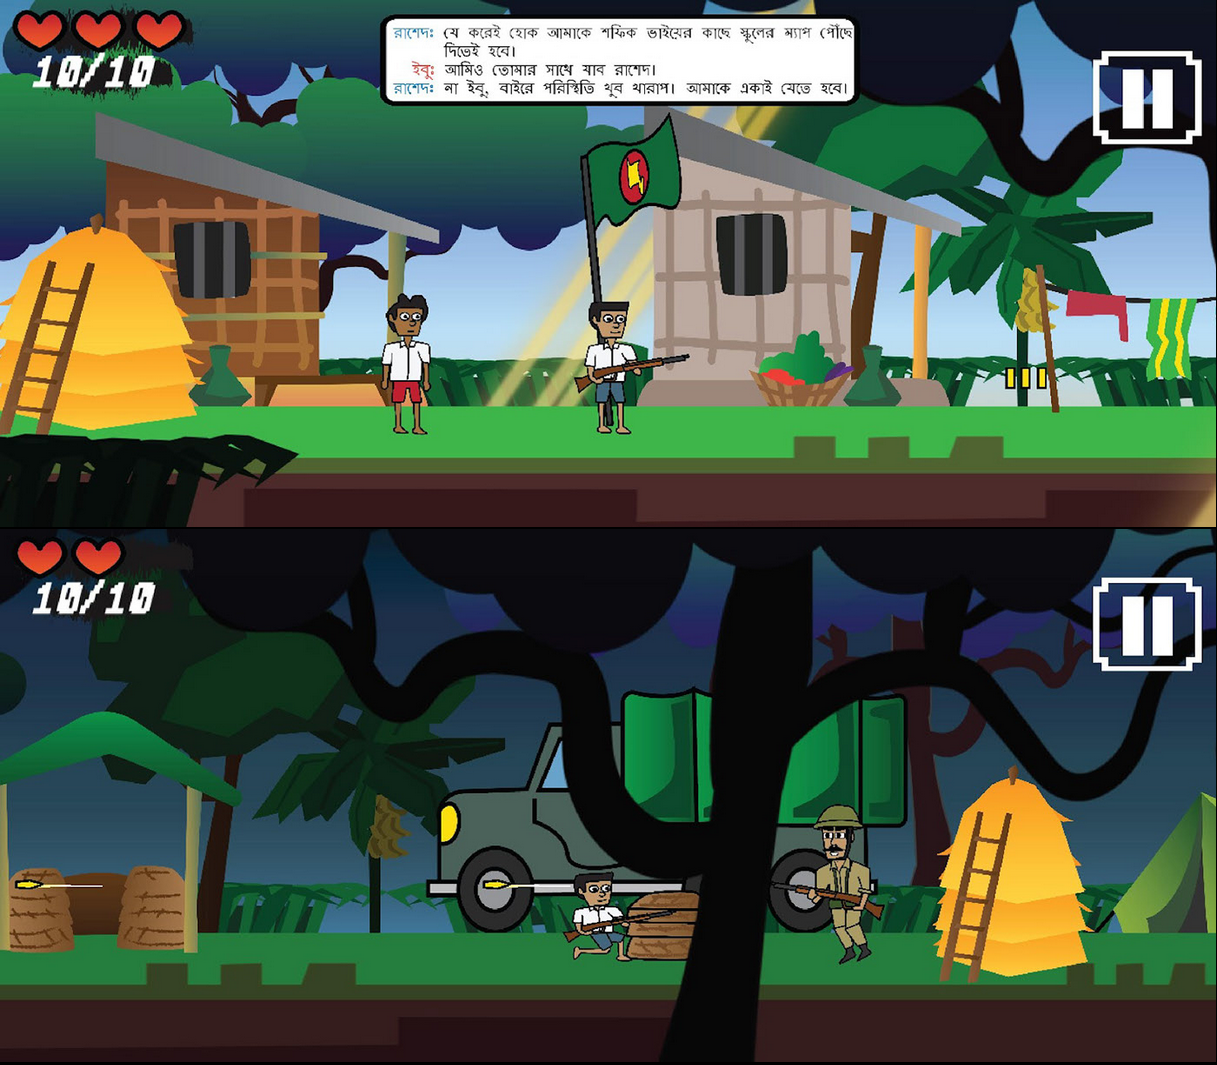 10/10
রাশেদঃ যে করেই হোক আমাকে শফিক ভাইয়ের কাছে স্কুলের ম্যাপ পৌঁছে
দিতেই হবে।
ইবুঃ আমিও তোমার সাথে যাব রাশেদ।
রাশেদঃ না ইবু, বাইরে পরিস্থিতি খুব খারাপ। আমাকে একাই যেতে হবে।
10/10